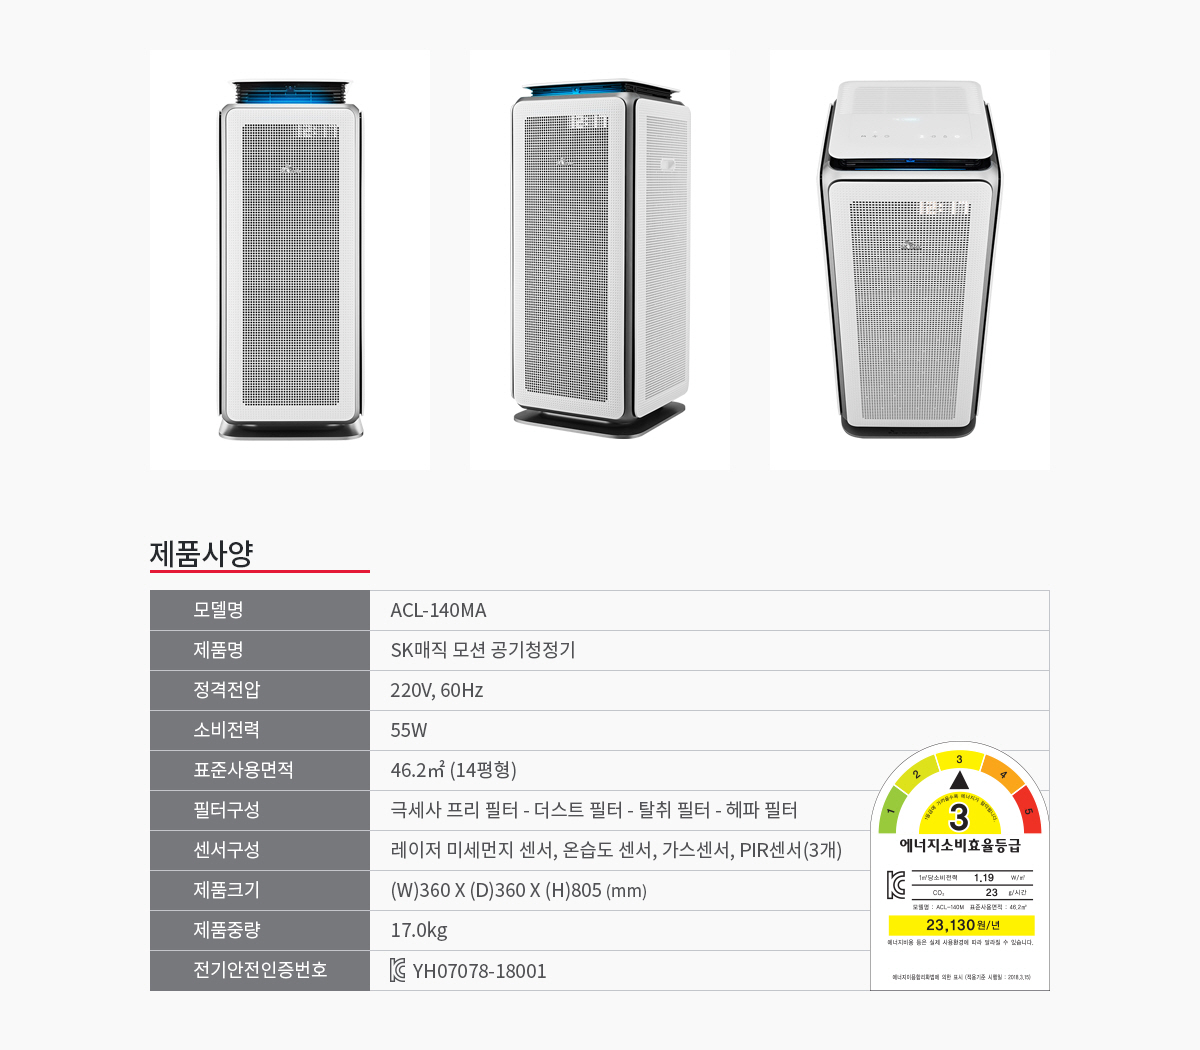 12:17
12:17
12:17
제품사양
모델명 ACL-140MA
제품명 SK매직 모션 공기청정기
정격전압 220V, 60Hz
소비전력 55W
표준사용면적 46.2㎡ (14평형)
필터구성 극세사 프리 필터 - 더스트 필터 - 탈취 필터 - 헤파 필터
센서구성 레이저 미세먼지 센서, 온습도 센서, 가스센서, PIR센서(3개)
제품크기 (W)360 X (D)360 X (H)805 (mm)
제품중량 17.0kg
전기안전인증번호 YH07078-18001
1 2 3 4 5
3
에너지소비효율등급
1㎡당소비전력 1.19 W/㎡
CO₂ 23 g/시간
모델명 : ACL-140M 표준사용면적 : 46.2㎡
23,130원/년
에너지비용 등은 실제 사용환경에 따라 달라질 수 있습니다.
에너지이용합리화법에 의한 표시 (적용기준 시행일 : 2018.3.15)